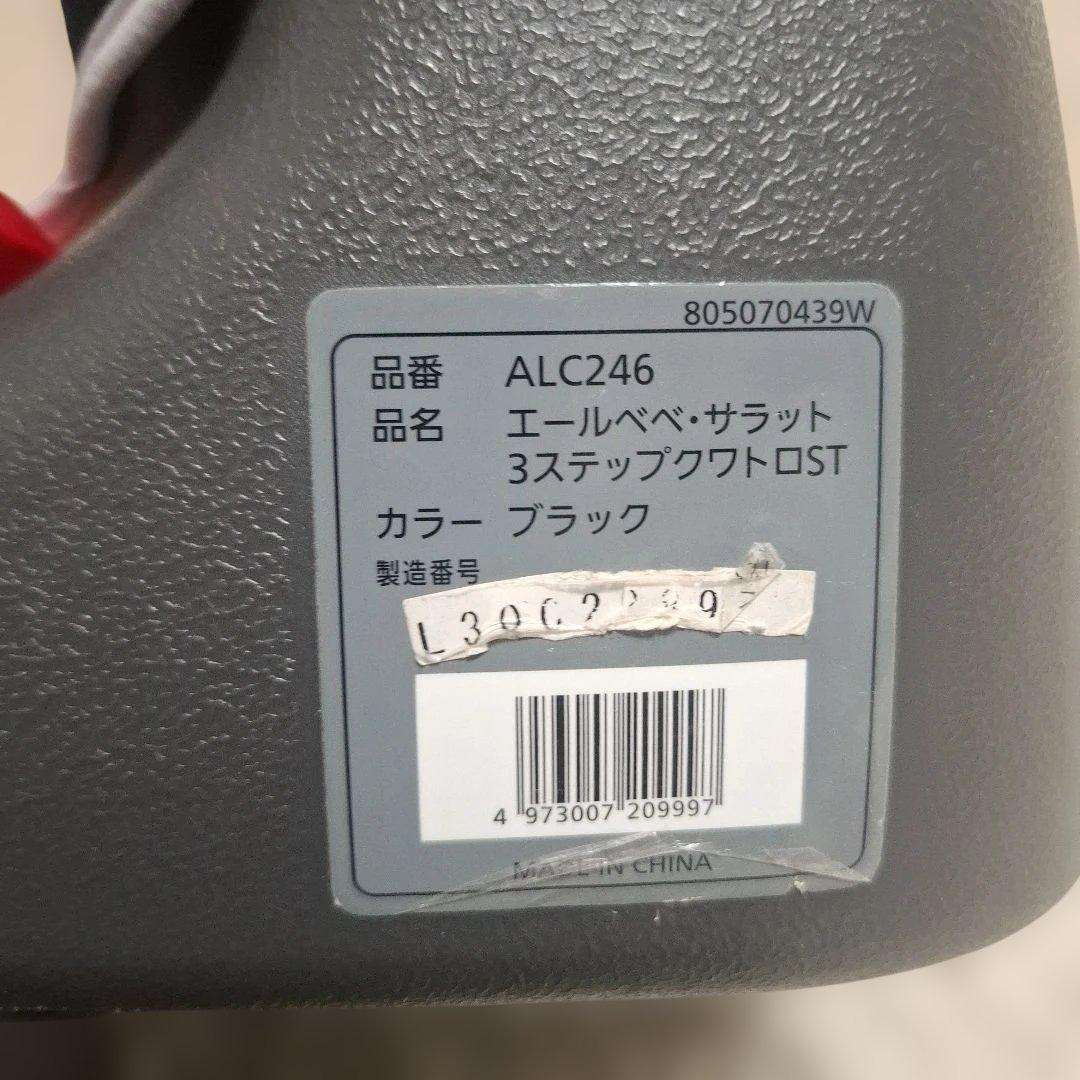 805070439W
品番 ALC246
品名 エールベベ・サラット
3ステップクワトロST
カラー ブラック
製造番号
4 973007 209997
MADE IN CHINA